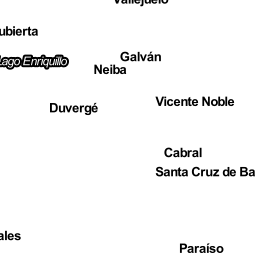 Vallejuelo
ubierta
Lago Enriquillo
Galván
Neiba
Duvergé
Vicente Noble
Cabral
Santa Cruz de Ba
ales
Paraíso